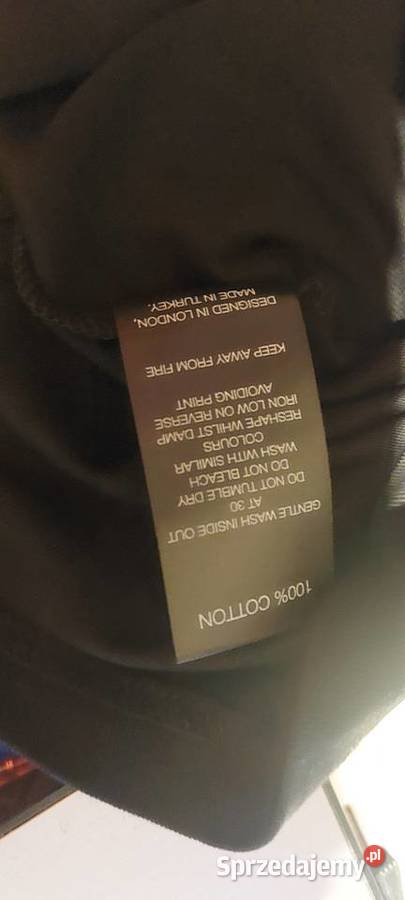 100% COTTON
GENTLE WASH INSIDE OUT
AT 30
DO NOT TUMBLE DRY
DO NOT BLEACH
WASH WITH SIMILAR
COLOURS
RESHAPE WHILST DAMP
IRON LOW ON REVERSE
AVOIDING PRINT
KEEP AWAY FROM FIRE
DESIGNED IN LONDON,
MADE IN TURKEY.
Sprzedajemy.pl